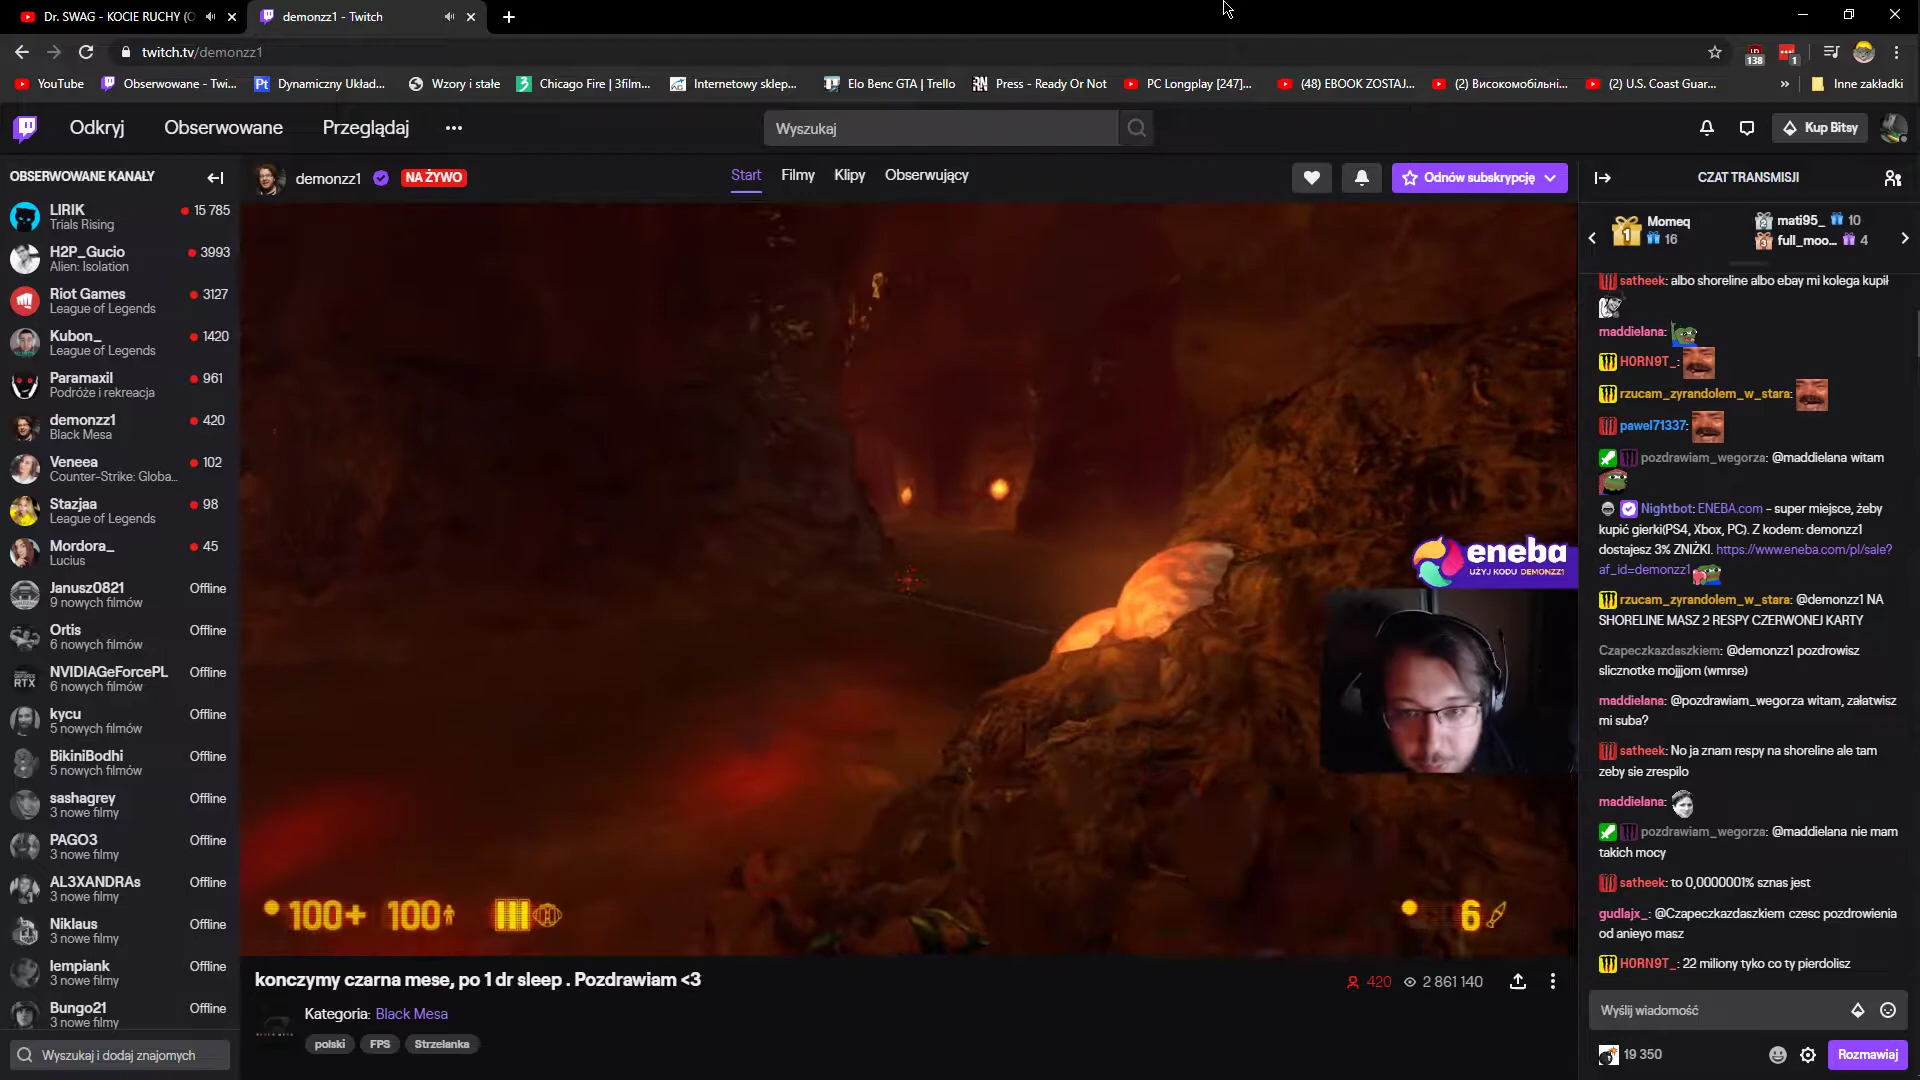 Dr. SWAG - KOCIE RUCHY (O
demonzz1 - Twitch
twitch.tv/demonzz1
138
1
YouTube
Obserwowane - Twi...
Dynamiczny Układ...
Wzory i stałe
Chicago Fire | 3film...
Internetowy sklep...
Elo Benc GTA | Trello
Press - Ready Or Not
PC Longplay [247]...
(48) EBOOK ZOSTAJ...
(2) Високомобільні...
(2) U.S. Coast Guar...
»
Inne zakładki
Odkryj
Obserwowane
Przeglądaj
Wyszukaj
Kup Bitsy
OBSERWOWANE KANAŁY
LIRIK
15 785
Trials Rising
H2P_Gucio
3993
Alien: Isolation
Riot Games
3127
League of Legends
Kubon_
1420
League of Legends
Paramaxil
961
Podróże i rekreacja
demonzz1
420
Black Mesa
Veneea
102
Counter-Strike: Globa...
Stazjaa
98
League of Legends
Mordora_
45
Lucius
Janusz0821
Offline
9 nowych filmów
Ortis
Offline
6 nowych filmów
NVIDIAGeForcePL
Offline
6 nowych filmów
kycu
Offline
5 nowych filmów
BikiniBodhi
Offline
5 nowych filmów
sashagrey
Offline
3 nowe filmy
PAGO3
Offline
3 nowe filmy
AL3XANDRAs
Offline
3 nowe filmy
Niklaus
Offline
3 nowe filmy
lempiank
Offline
3 nowe filmy
Bungo21
Offline
3 nowe filmy
Wyszukaj i dodaj znajomych
demonzz1
NA ŻYWO
Start
Filmy
Klipy
Obserwujący
Odnów subskrypcję
eneba
UŻYJ KODU DEMONZZ1
100+
100
6
konczymy czarna mese, po 1 dr sleep . Pozdrawiam <3
420
2 861 140
Kategoria: Black Mesa
polski
FPS
Strzelanka
CZAT TRANSMISJI
1
Momeq
16
mati95_ 10
full_moo... 4
satheek: albo shoreline albo ebay mi kolega kupił
maddielana:
H0RN9T_:
rzucam_zyrandolem_w_stara:
pawel71337:
pozdrawiam_wegorza: @maddielana witam
Nightbot: ENEBA.com - super miejsce, żeby
kupić gierki(PS4, Xbox, PC). Z kodem: demonzz1
dostajesz 3% ZNIŻKI. https://www.eneba.com/pl/sale?
af_id=demonzz1
rzucam_zyrandolem_w_stara: @demonzz1 NA
SHORELINE MASZ 2 RESPY CZERWONEJ KARTY
Czapeczkazdaszkiem: @demonzz1 pozdrowisz
slicznotke mojjjom (wmrse)
maddielana: @pozdrawiam_wegorza witam, załatwisz
mi suba?
satheek: No ja znam respy na shoreline ale tam
zeby sie zrespilo
maddielana:
pozdrawiam_wegorza: @maddielana nie mam
takich mocy
satheek: to 0,0000001% sznas jest
gudlajx_: @Czapeczkazdaszkiem czesc pozdrowienia
od anieyo masz
H0RN9T_: 22 miliony tyko co ty pierdolisz
Wyślij wiadomość
19 350
Rozmawiaj